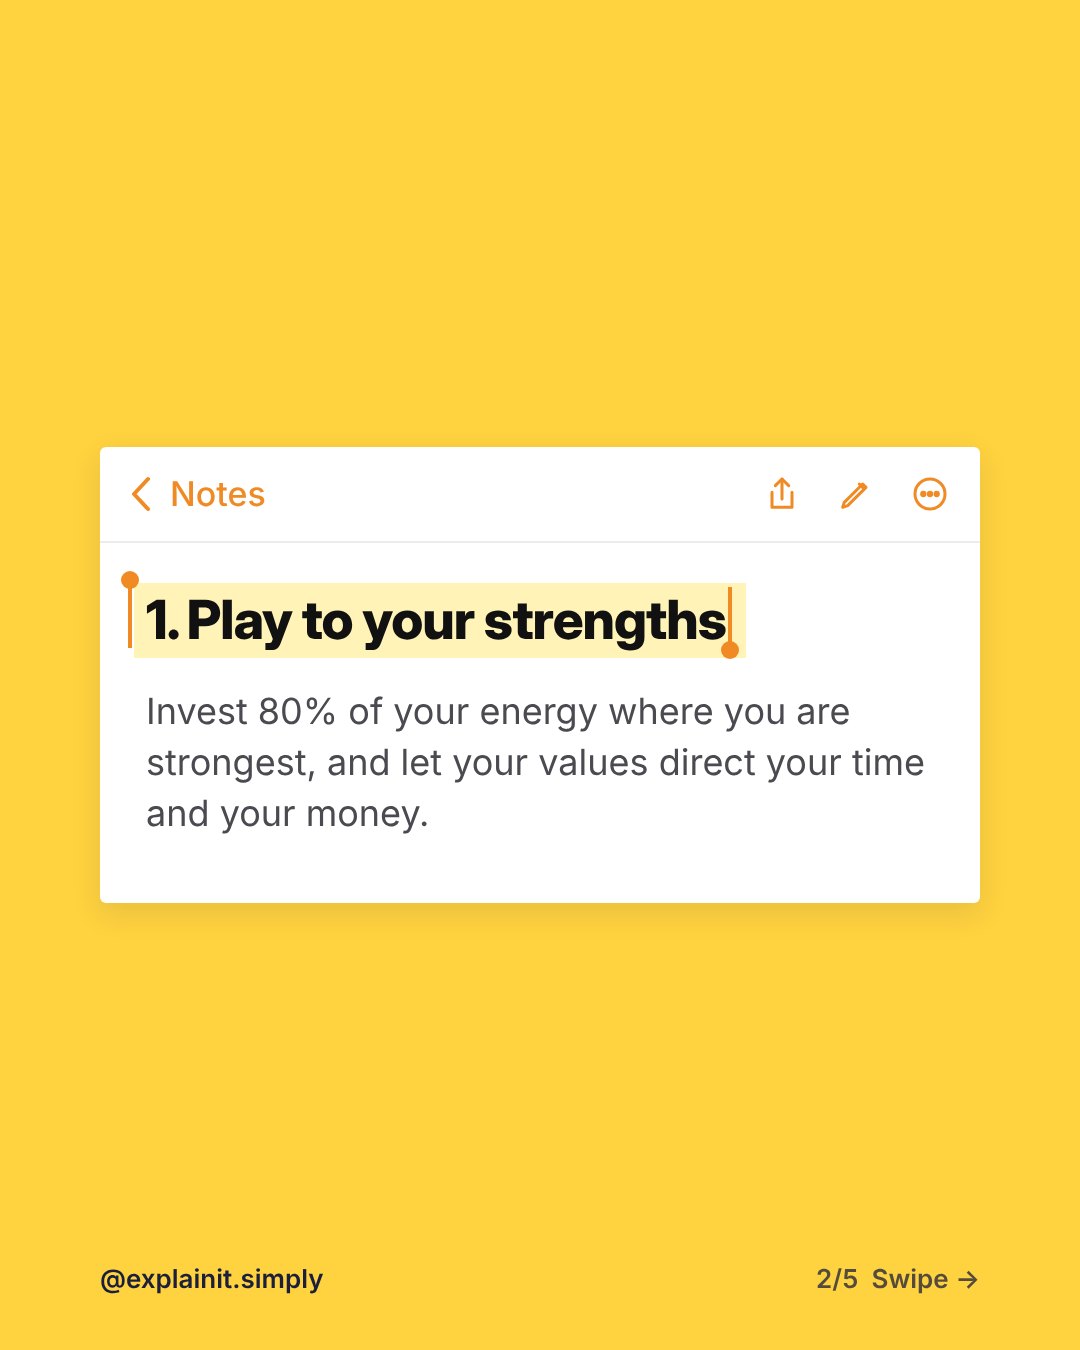 Notes
1. Play to your strengths
Invest 80% of your energy where you are
strongest, and let your values direct your time
and your money.
@explainit.simply
2/5 Swipe →